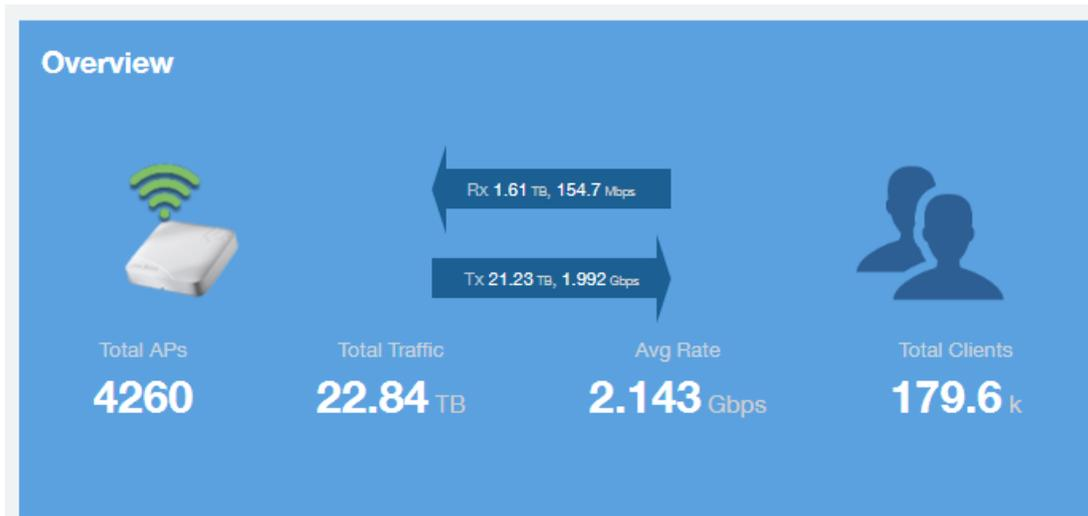 Overview
Rx 1.61 TB, 154.7 Mbps
Tx 21.23 TB, 1.992 Gbps
Total APs
4260
Total Traffic
22.84 TB
Avg Rate
2.143 Gbps
Total Clients
179.6 k